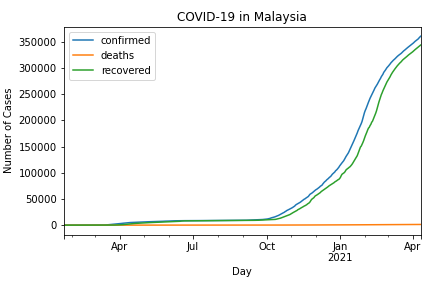 COVID-19 in Malaysia
confirmed
deaths
recovered
350000
300000
250000
200000
150000
100000
50000
0
Number of Cases
Apr
Jul
Oct
Jan
2021
Apr
Day